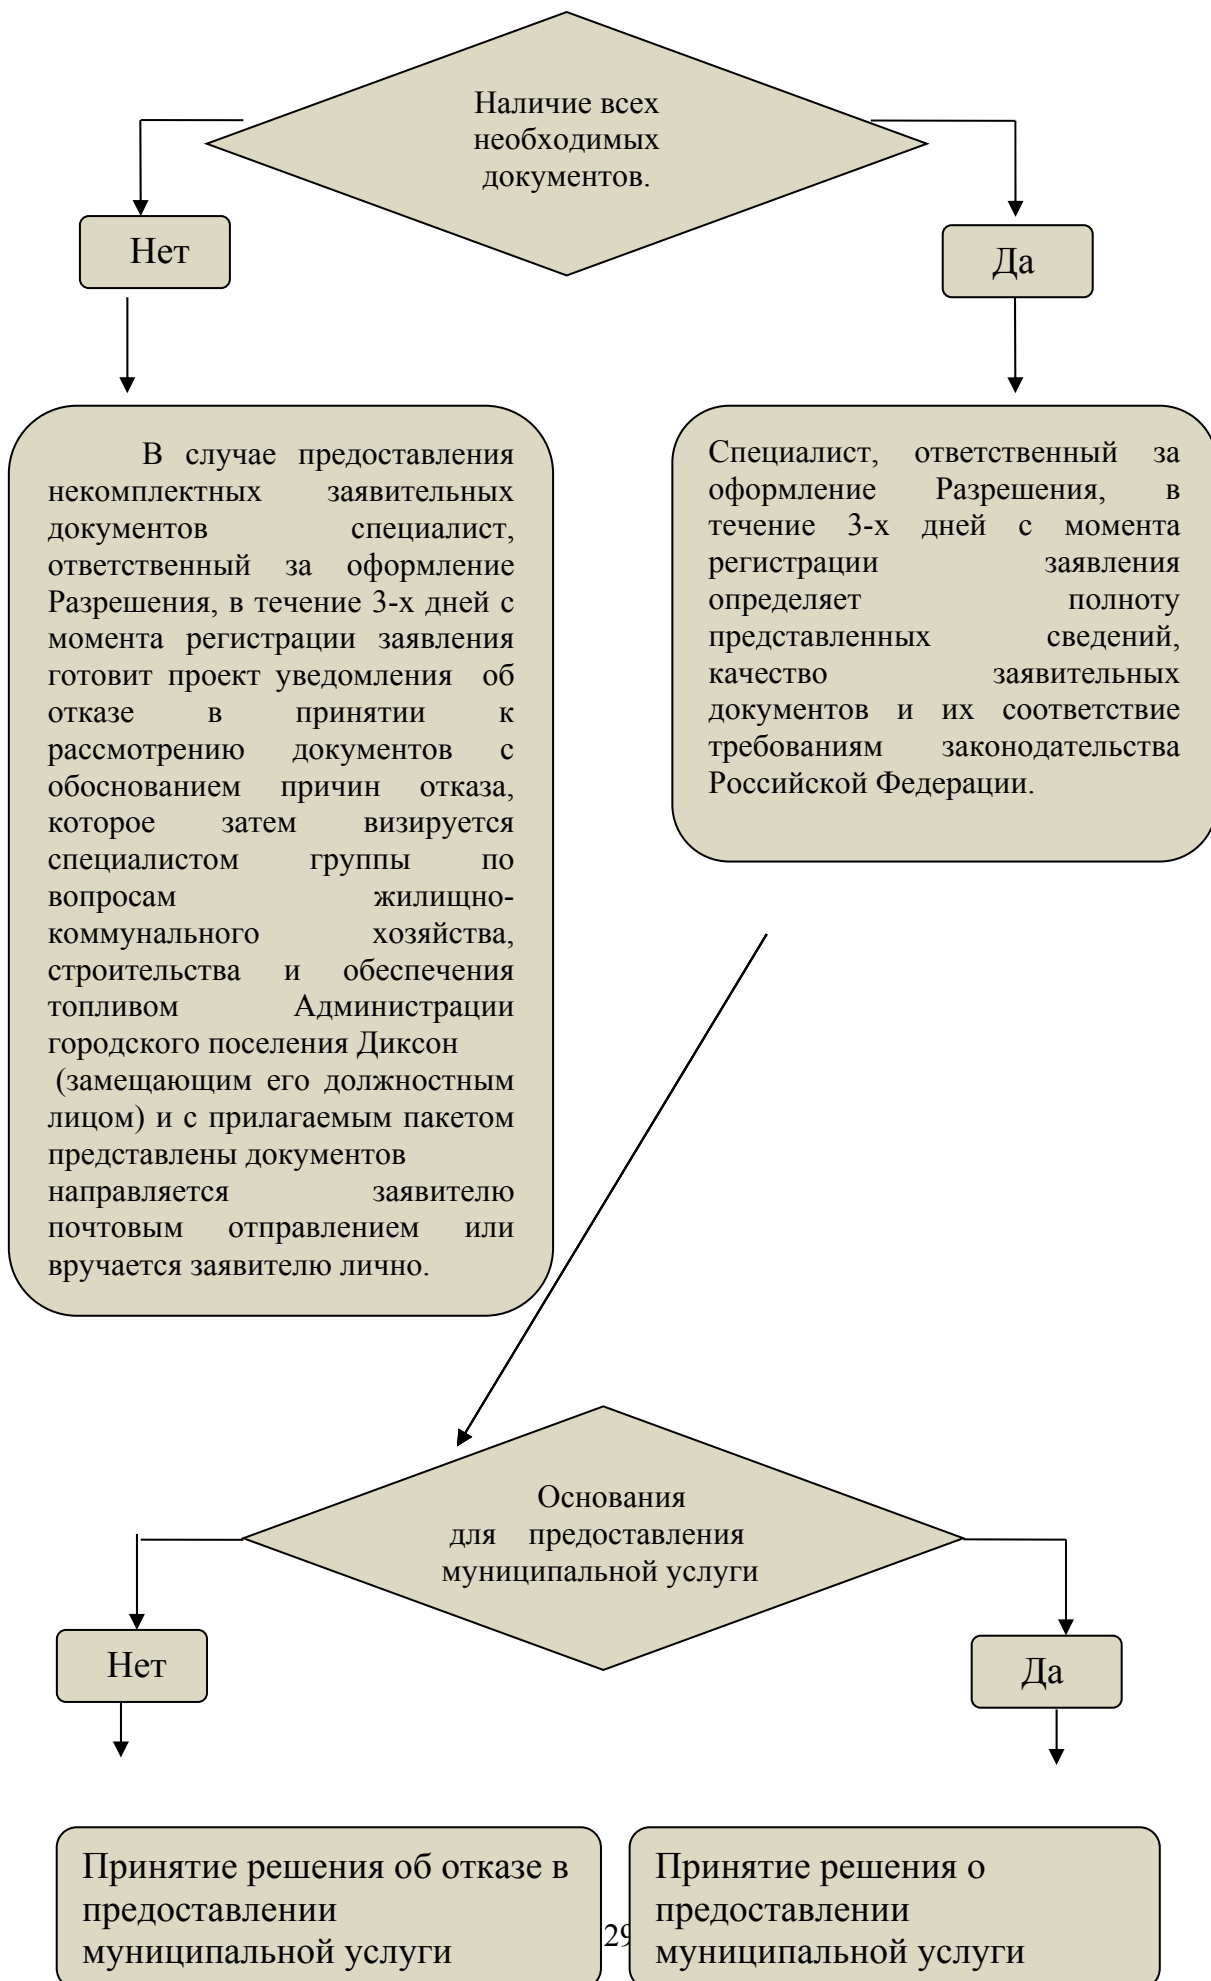 Наличие всех
необходимых
документов.
Нет
Да
В случае предоставления
некомплектных заявительных
документов специалист,
ответственный за оформление
Разрешения, в течение 3-х дней с
момента регистрации заявления
готовит проект уведомления об
отказе в принятии к
рассмотрению документов с
обоснованием причин отказа,
которое затем визируется
специалистом группы по
вопросам жилищно-
коммунального хозяйства,
строительства и обеспечения
топливом Администрации
городского поселения Диксон
(замещающим его должностным
лицом) и с прилагаемым пакетом
представлены документов
направляется заявителю
почтовым отправлением или
вручается заявителю лично.
Специалист, ответственный за
оформление Разрешения, в
течение 3-х дней с момента
регистрации заявления
определяет полноту
представленных сведений,
качество заявительных
документов и их соответствие
требованиям законодательства
Российской Федерации.
Основания
для предоставления
муниципальной услуги
Нет
Да
Принятие решения об отказе в
предоставлении
муниципальной услуги
29
Принятие решения о
предоставлении
муниципальной услуги